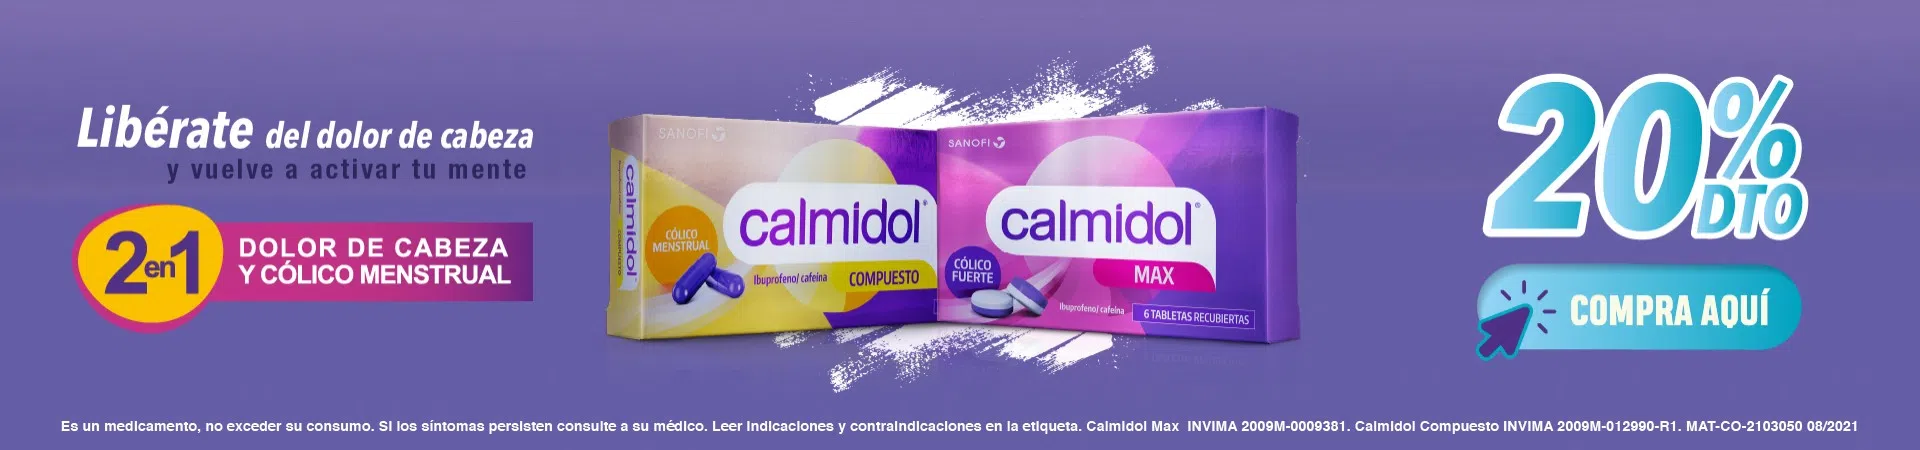 Libérate del dolor de cabeza
y vuelve a activar tu mente
2en1
DOLOR DE CABEZA
Y CÓLICO MENSTRUAL
SANOFI
calmidol
CÓLICO
MENSTRUAL
calmidol®
Ibuprofeno/ cafeína
COMPUESTO
SANOFI
calmidol®
CÓLICO
FUERTE
MAX
Ibuprofeno/ cafeína
6 TABLETAS RECUBIERTAS
20%
DTO
COMPRA AQUÍ
Es un medicamento, no exceder su consumo. Si los síntomas persisten consulte a su médico. Leer indicaciones y contraindicaciones en la etiqueta. Calmidol Max INVIMA 2009M-0009381. Calmidol Compuesto INVIMA 2009M-012990-R1. MAT-CO-2103050 08/2021